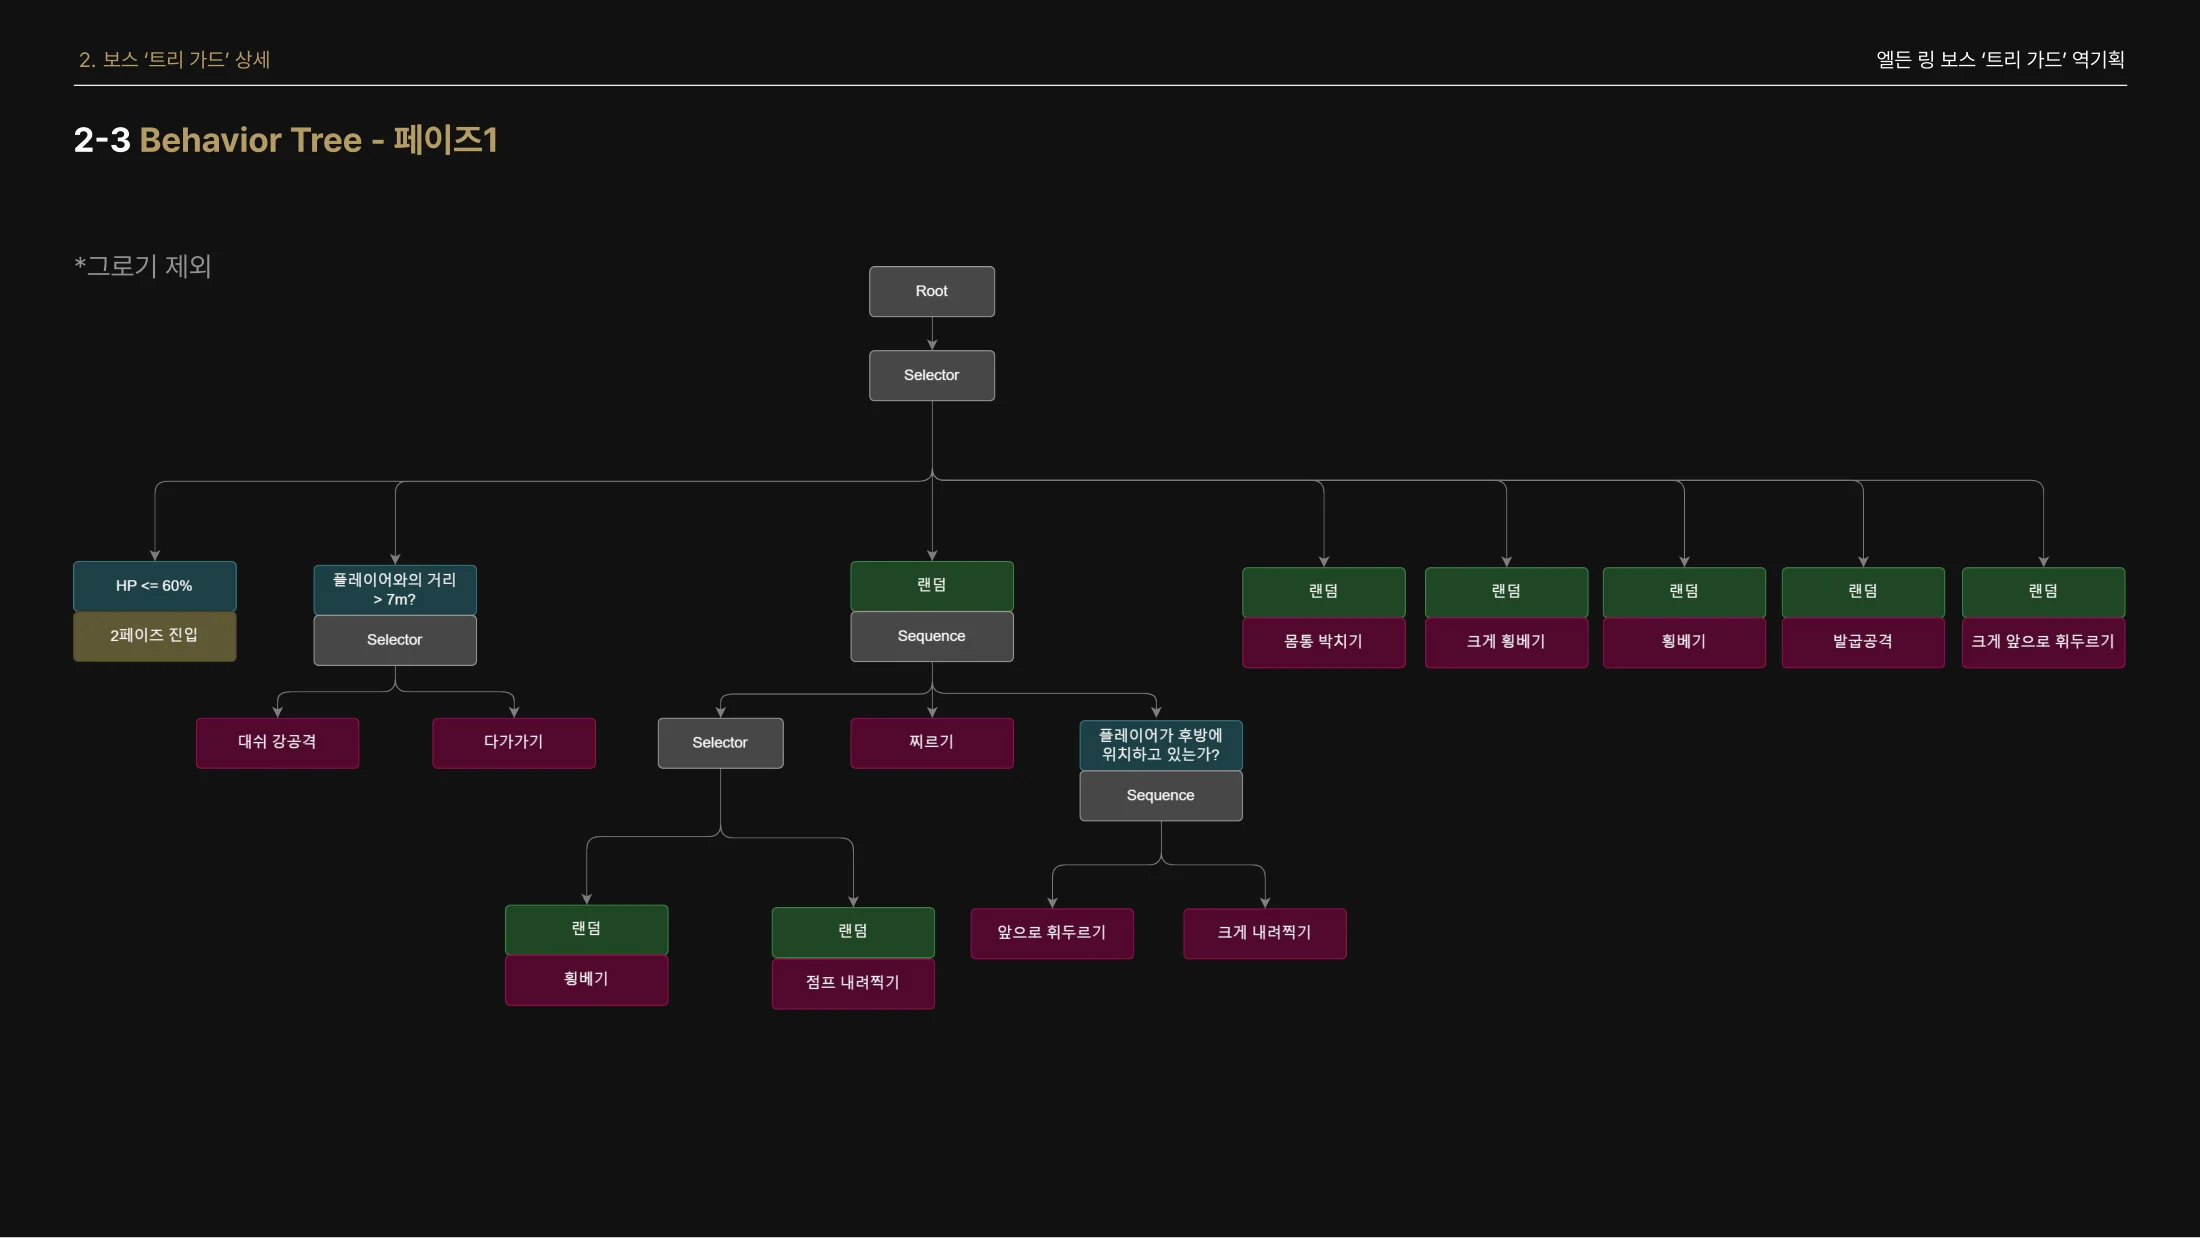 2. 보스 ‘트리 가드’ 상세
엘든 링 보스 ‘트리 가드’ 역기획
2-3 Behavior Tree - 페이즈1
*그로기 제외
Root
Selector
HP <= 60%
2페이즈 진입
플레이어와의 거리
> 7m?
Selector
랜덤
Sequence
랜덤
몸통 박치기
랜덤
크게 횡베기
랜덤
횡베기
랜덤
발굽공격
랜덤
크게 앞으로 휘두르기
대쉬 강공격
다가가기
Selector
찌르기
플레이어가 후방에
위치하고 있는가?
Sequence
랜덤
횡베기
랜덤
점프 내려찍기
앞으로 휘두르기
크게 내려찍기